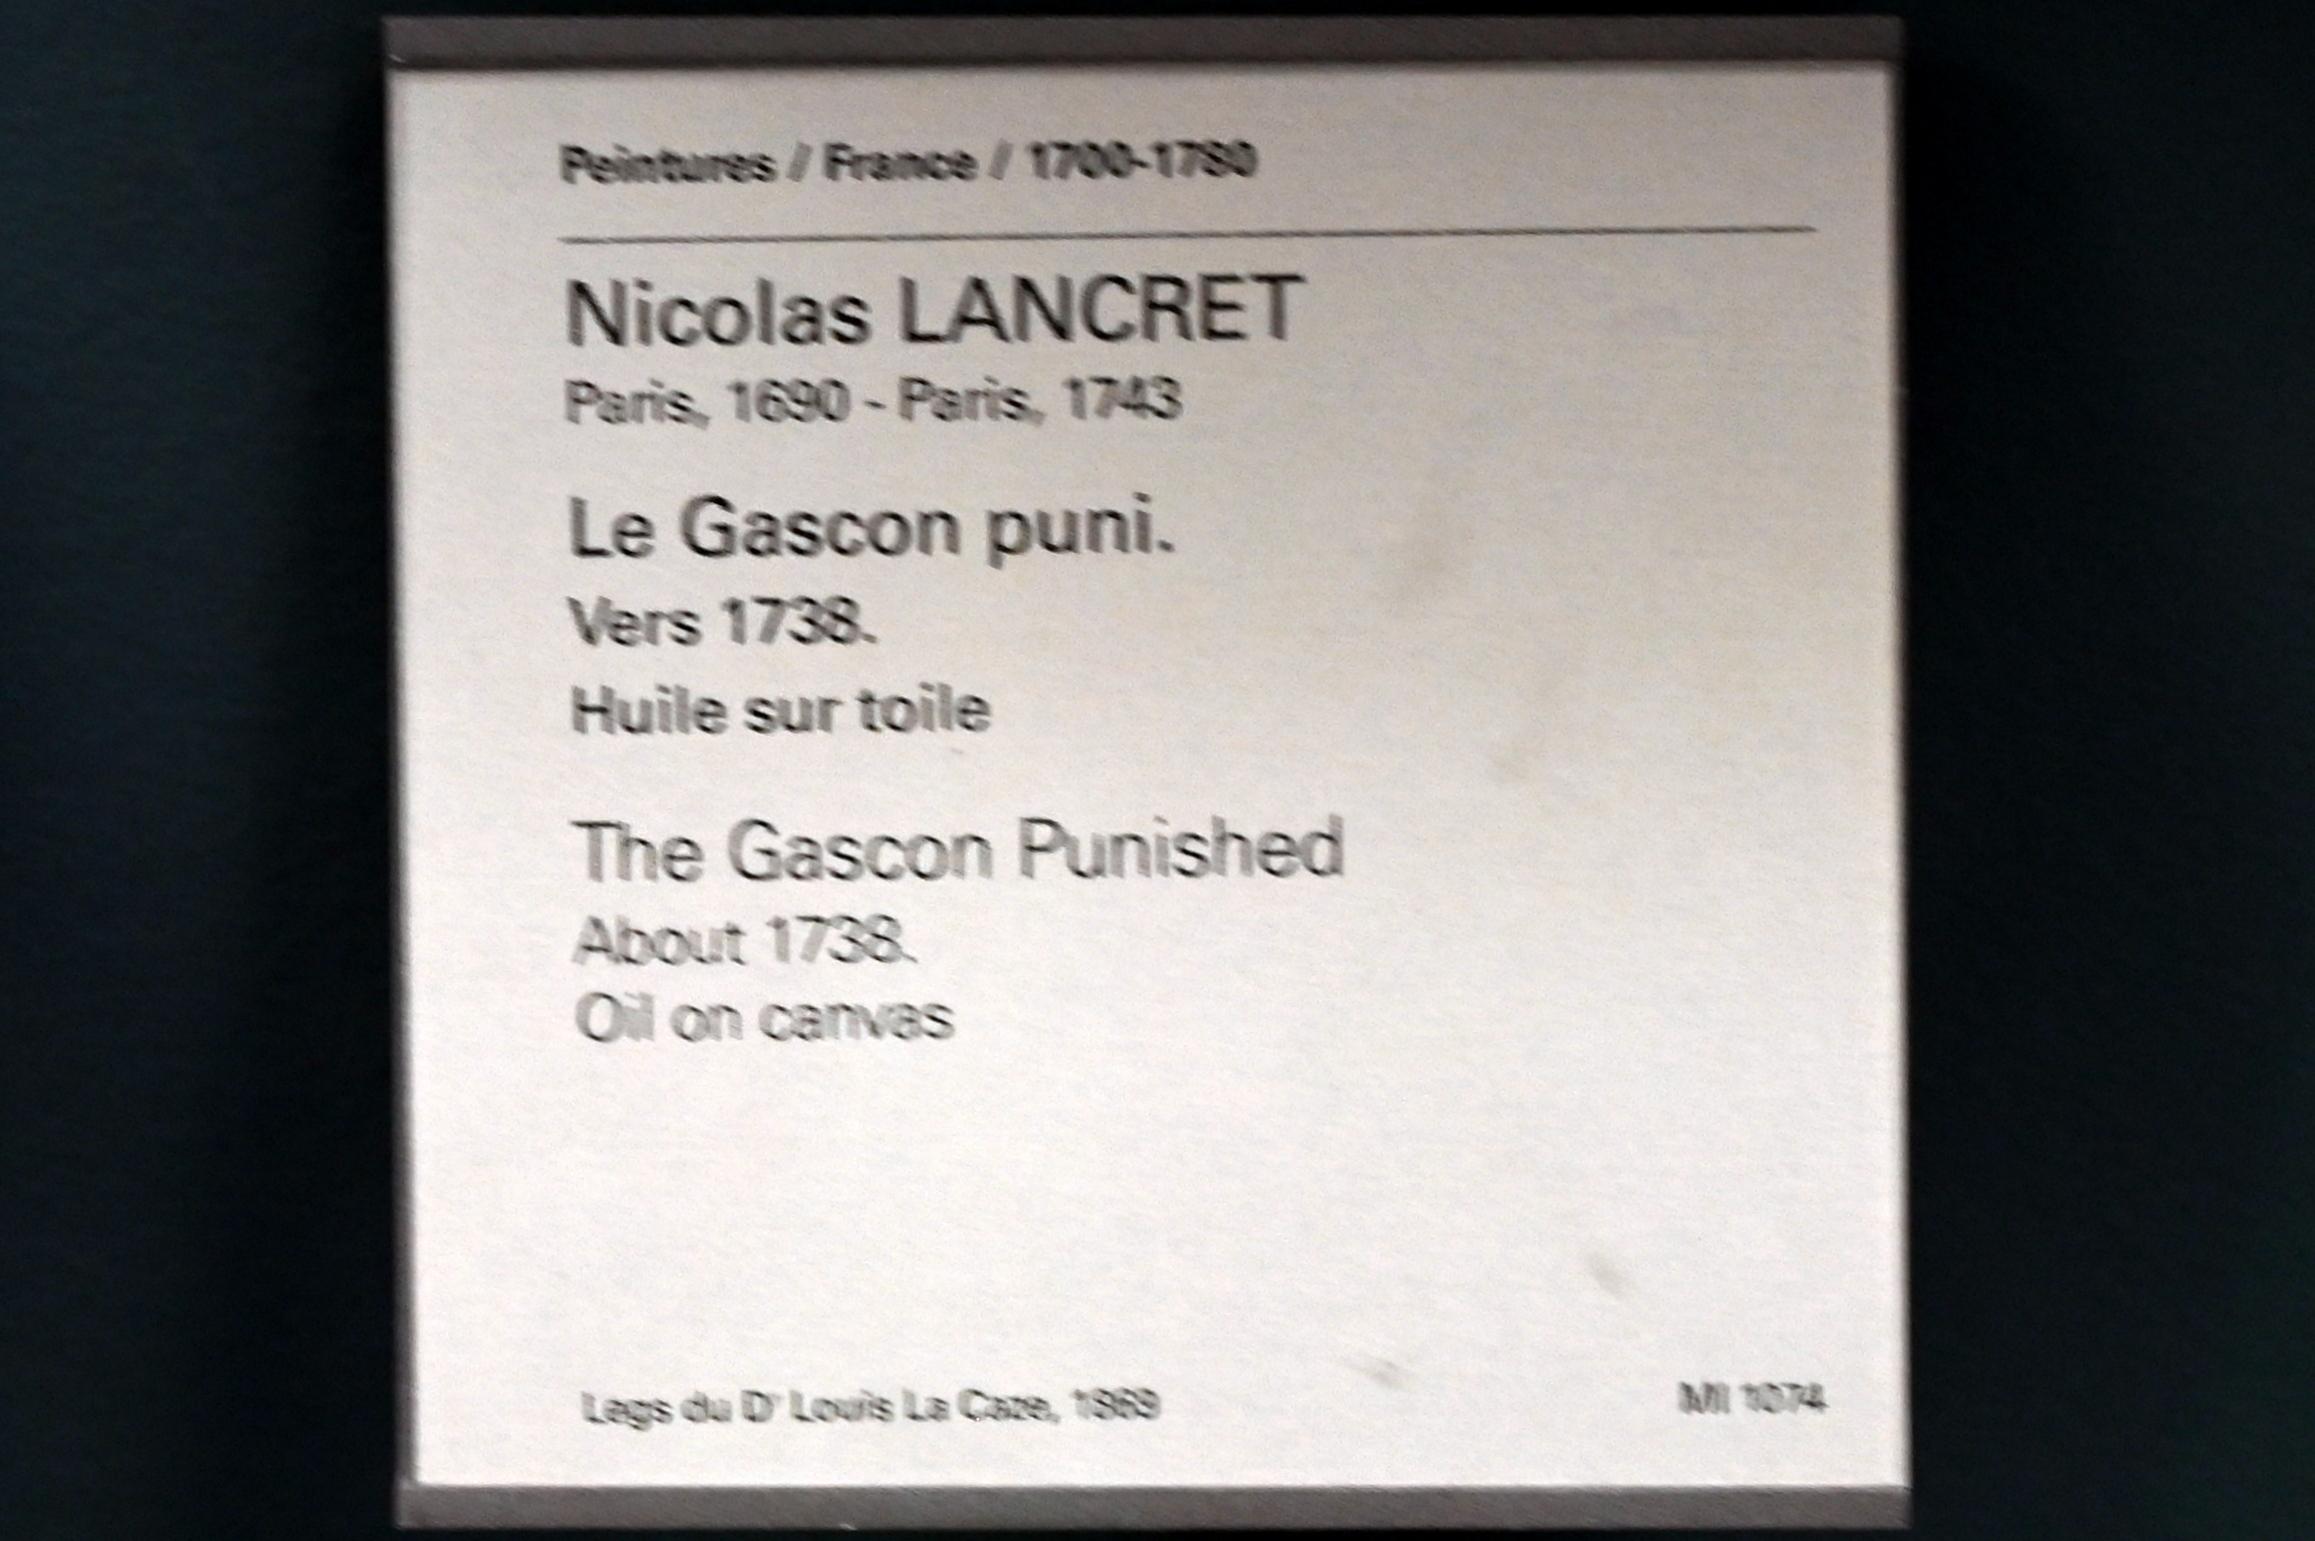 Peintures / France / 1700-1780
Nicolas LANCRET
Paris, 1690 - Paris, 1743
Le Gascon puni.
Vers 1738.
Huile sur toile
The Gascon Punished
About 1738.
Oil on canvas
Legs du Dr Louis La Caze, 1869
MI 1074